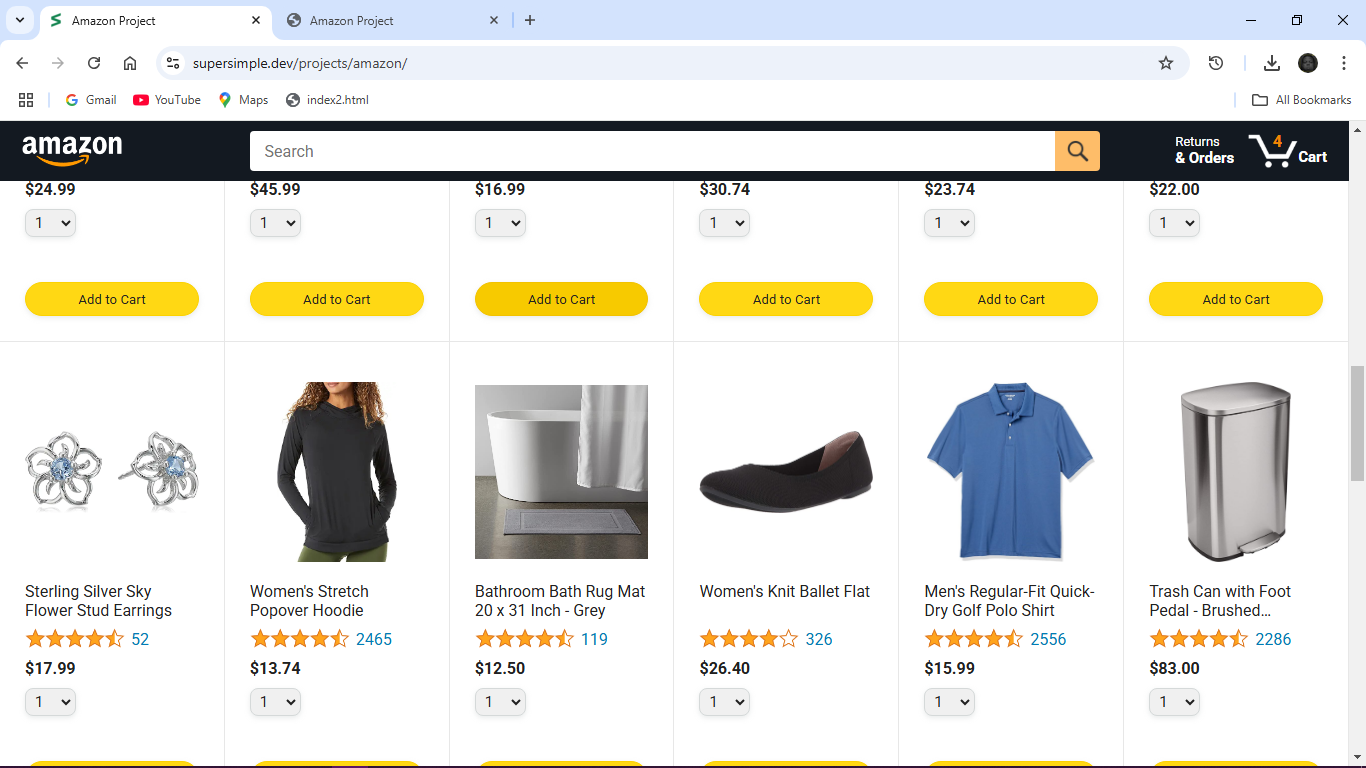 Amazon Project
Amazon Project
supersimple.dev/projects/amazon/
Gmail
YouTube
Maps
index2.html
All Bookmarks
amazon
Search
Returns
& Orders
4
Cart
$24.99
$45.99
$16.99
$30.74
$23.74
$22.00
1
1
1
1
1
1
Add to Cart
Add to Cart
Add to Cart
Add to Cart
Add to Cart
Add to Cart
Sterling Silver Sky
Flower Stud Earrings
52
$17.99
1
Women's Stretch
Popover Hoodie
2465
$13.74
1
Bathroom Bath Rug Mat
20 x 31 Inch - Grey
119
$12.50
1
Women's Knit Ballet Flat
326
$26.40
1
Men's Regular-Fit Quick-
Dry Golf Polo Shirt
2556
$15.99
1
Trash Can with Foot
Pedal - Brushed...
2286
$83.00
1